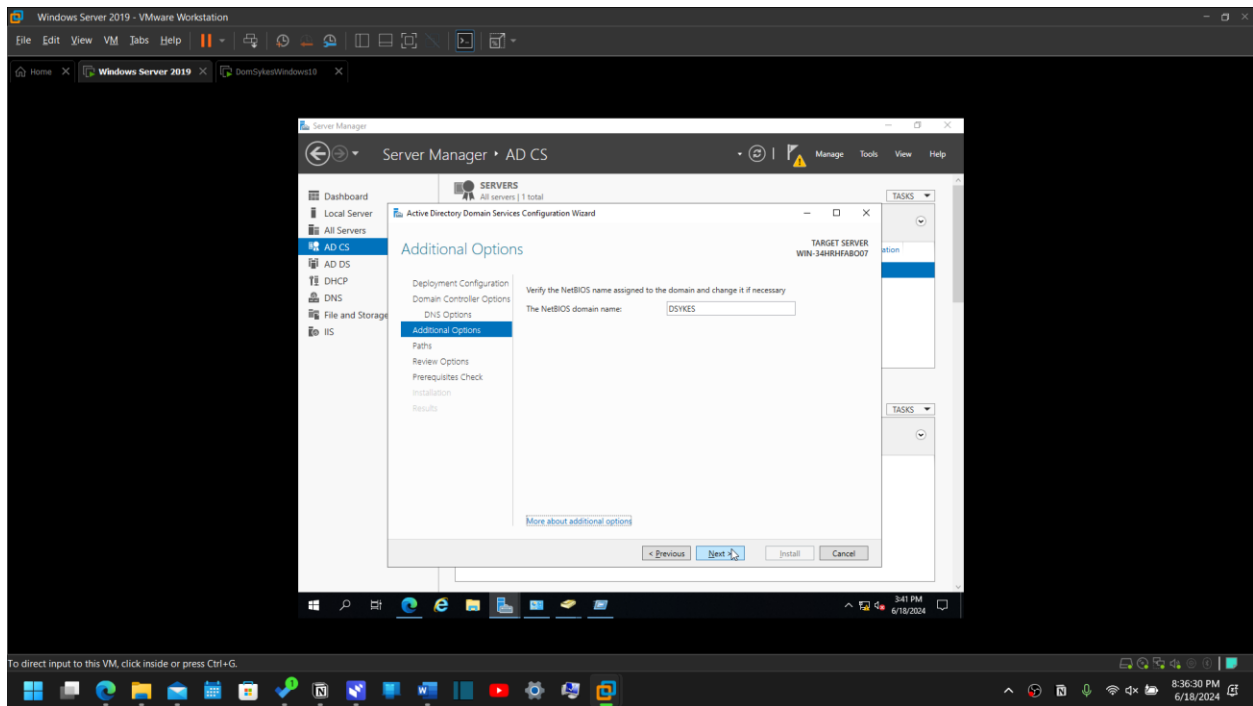 Windows Server 2019 - VMware Workstation
File Edit View VM Tabs Help
Home Windows Server 2019 DomSykesWindows10
Server Manager
Server Manager AD CS Manage Tools View Help
Dashboard
Local Server
All Servers
AD CS
AD DS
DHCP
DNS
File and Storage
IIS
SERVERS
All servers | 1 total
TASKS
ation
Active Directory Domain Services Configuration Wizard
Additional Options
TARGET SERVER
WIN-34HRHFABO07
Deployment Configuration
Domain Controller Options
DNS Options
Additional Options
Paths
Review Options
Prerequisites Check
Installation
Results
Verify the NetBIOS name assigned to the domain and change it if necessary
The NetBIOS domain name: DSYKES
More about additional options
< Previous Next > Install Cancel
TASKS
3:41 PM
6/18/2024
To direct input to this VM, click inside or press Ctrl+G.
8:36:30 PM
6/18/2024